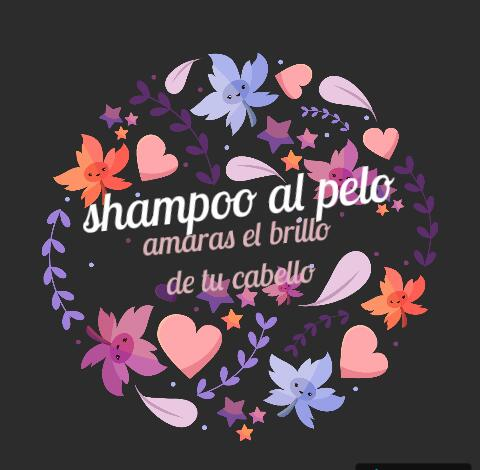 shampoo al pelo
amaras el brillo
de tu cabello